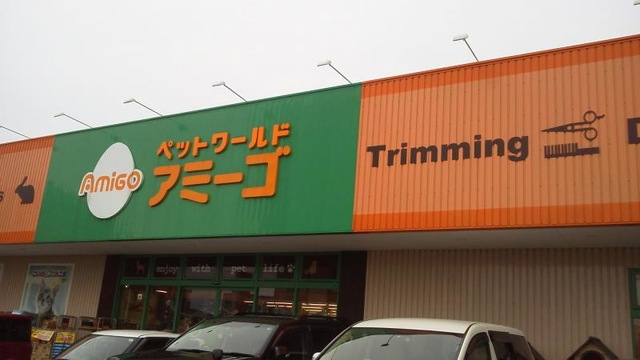 AMIGO
ペットワールド
アミーゴ
Trimming
enjoy with pet life